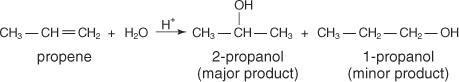 OH
CH₃—CH=CH₂ + H₂O —H⁺→ CH₃—CH—CH₃ + CH₃—CH₂—CH₂—OH
propene 2-propanol 1-propanol
(major product) (minor product)